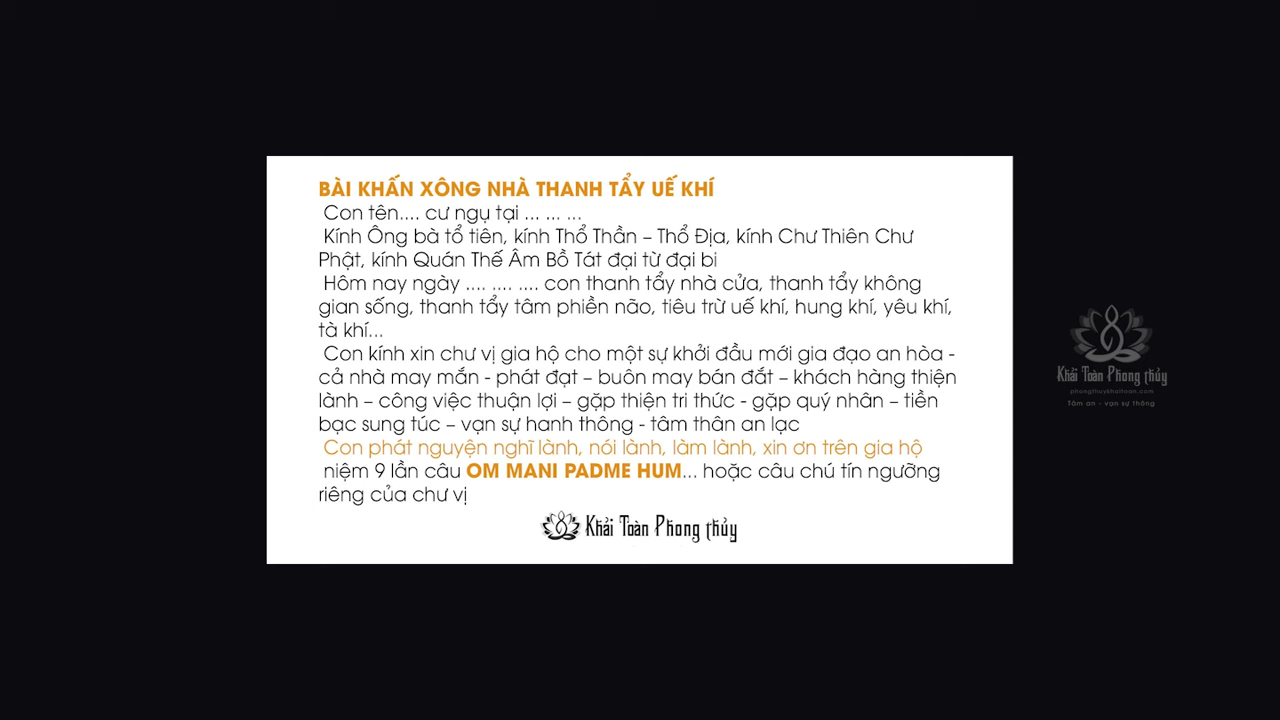 BÀI KHẤN XÔNG NHÀ THANH TẨY UẾ KHÍ
Con tên.... cư ngụ tại ... ... ...
Kính Ông bà tổ tiên, kính Thổ Thần – Thổ Địa, kính Chư Thiên Chư
Phật, kính Quán Thế Âm Bồ Tát đại từ đại bi
Hôm nay ngày .... .... .... con thanh tẩy nhà cửa, thanh tẩy không
gian sống, thanh tẩy tâm phiền não, tiêu trừ uế khí, hung khí, yêu khí,
tà khí...
Con kính xin chư vị gia hộ cho một sự khởi đầu mới gia đạo an hòa -
cả nhà may mắn - phát đạt – buôn may bán đắt – khách hàng thiện
lành – công việc thuận lợi – gặp thiện tri thức - gặp quý nhân – tiền
bạc sung túc – vạn sự hanh thông - tâm thân an lạc
Con phát nguyện nghĩ lành, nói lành, làm lành, xin ơn trên gia hộ
niệm 9 lần câu OM MANI PADME HUM... hoặc câu chú tín ngưỡng
riêng của chư vị
Khải Toàn Phong thủy
Khải Toàn Phong thủy
phongthuykhaitoan.com
Tâm an - vạn sự thông